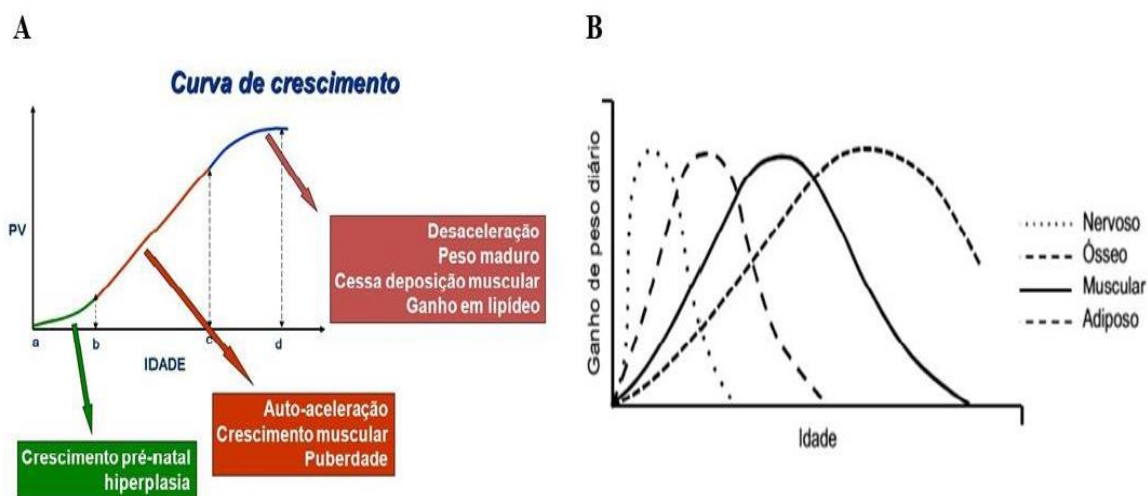 A
Curva de crescimento
PV
a
b
c
d
IDADE
Desaceleração
Peso maduro
Cessa deposição muscular
Ganho em lipídeo
Auto-aceleração
Crescimento muscular
Puberdade
Crescimento pré-natal
hiperplasia
B
Ganho de peso diário
Idade
Nervoso
Ósseo
Muscular
Adiposo